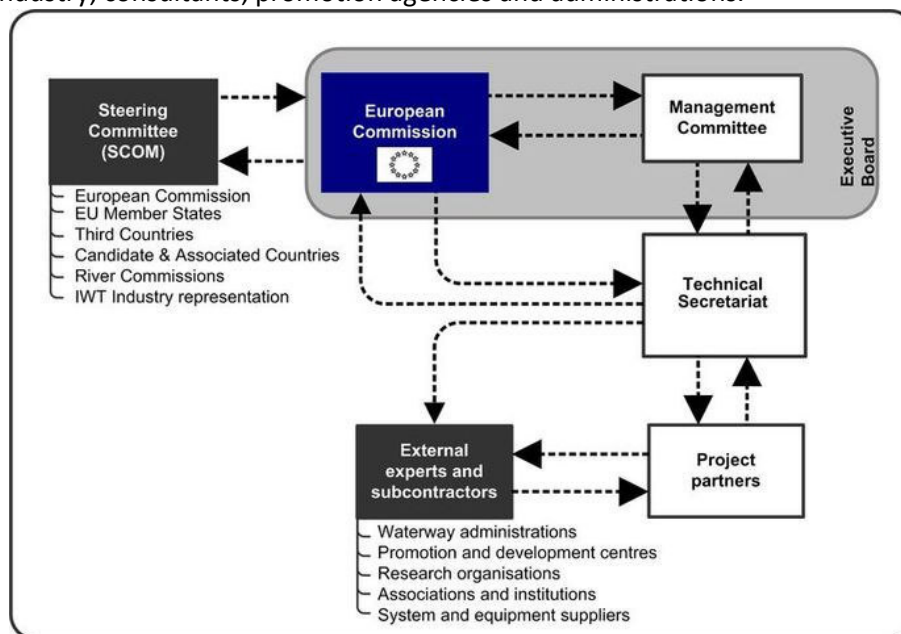 industry, consultants, promotion agencies and administrations.
Steering
Committee
(SCOM)
European Commission
EU Member States
Third Countries
Candidate & Associated Countries
River Commissions
IWT Industry representation
European
Commission
Management
Committee
Executive
Board
Technical
Secretariat
External
experts and
subcontractors
Waterway administrations
Promotion and development centres
Research organisations
Associations and institutions
System and equipment suppliers
Project
partners